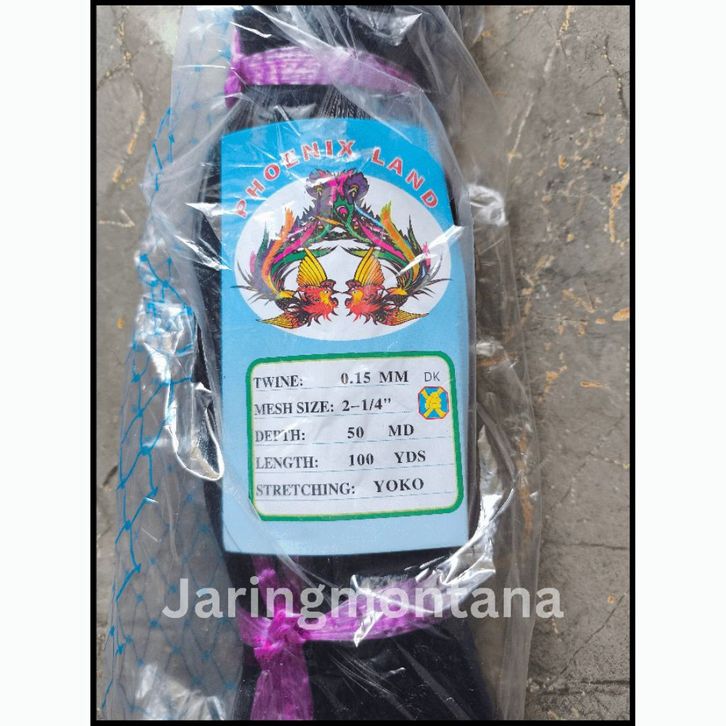 PHOENIX LAND
TWINE: 0.15 MM DK
MESH SIZE: 2-1/4"
DEPTH: 50 MD
LENGTH: 100 YDS
STRETCHING: YOKO
Jaringmontana